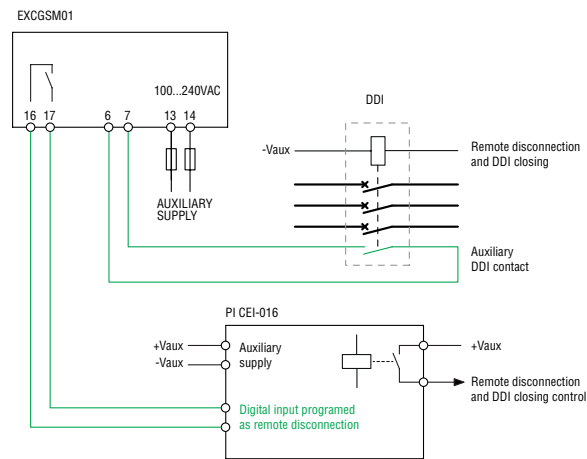 EXCGSM01
100...240VAC
16 17 6 7 13 14
AUXILIARY
SUPPLY
DDI
-Vaux
Remote disconnection
and DDI closing
Auxiliary
DDI contact
PI CEI-016
+Vaux
-Vaux
Auxiliary
supply
+Vaux
Remote disconnection
and DDI closing control
Digital input programed
as remote disconnection